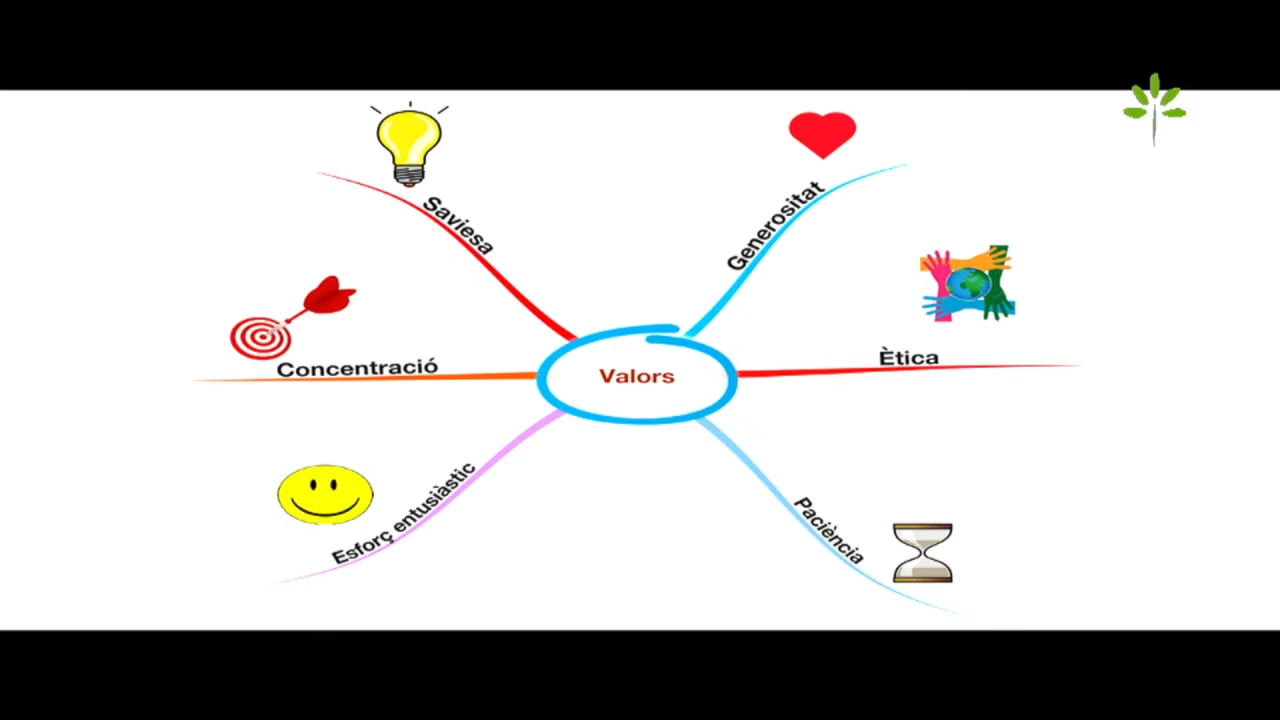 Saviesa
Generositat
Concentració
Valors
Ètica
Esforç entusiàstic
Paciència